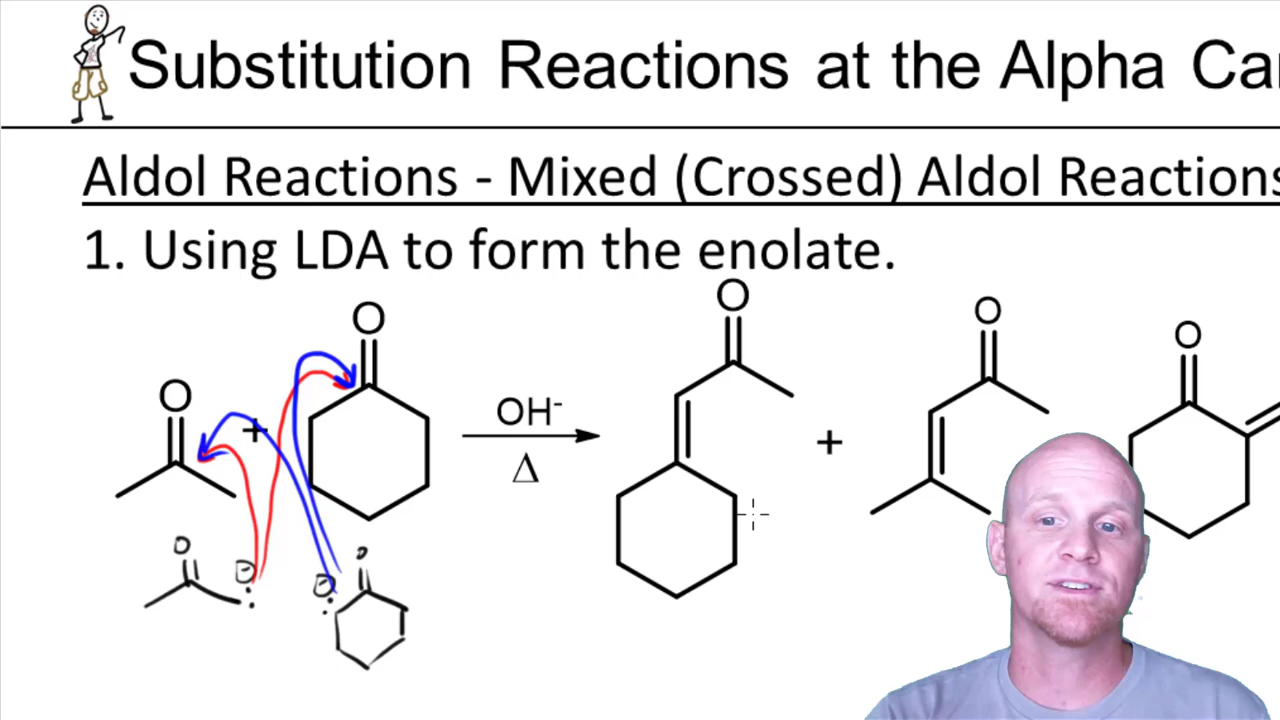 Substitution Reactions at the Alpha Ca
Aldol Reactions - Mixed (Crossed) Aldol Reactions
1. Using LDA to form the enolate.
O
O
O
O
O
+
OH⁻
Δ
+
O
O